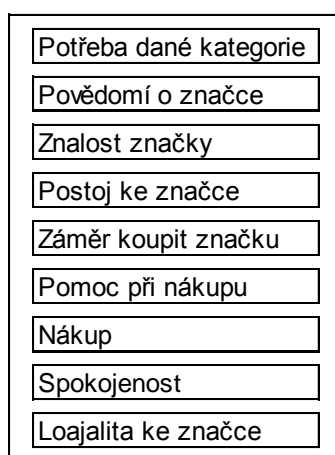 Potřeba dané kategorie
Povědomí o značce
Znalost značky
Postoj ke značce
Záměr koupit značku
Pomoc při nákupu
Nákup
Spokojenost
Loajalita ke značce